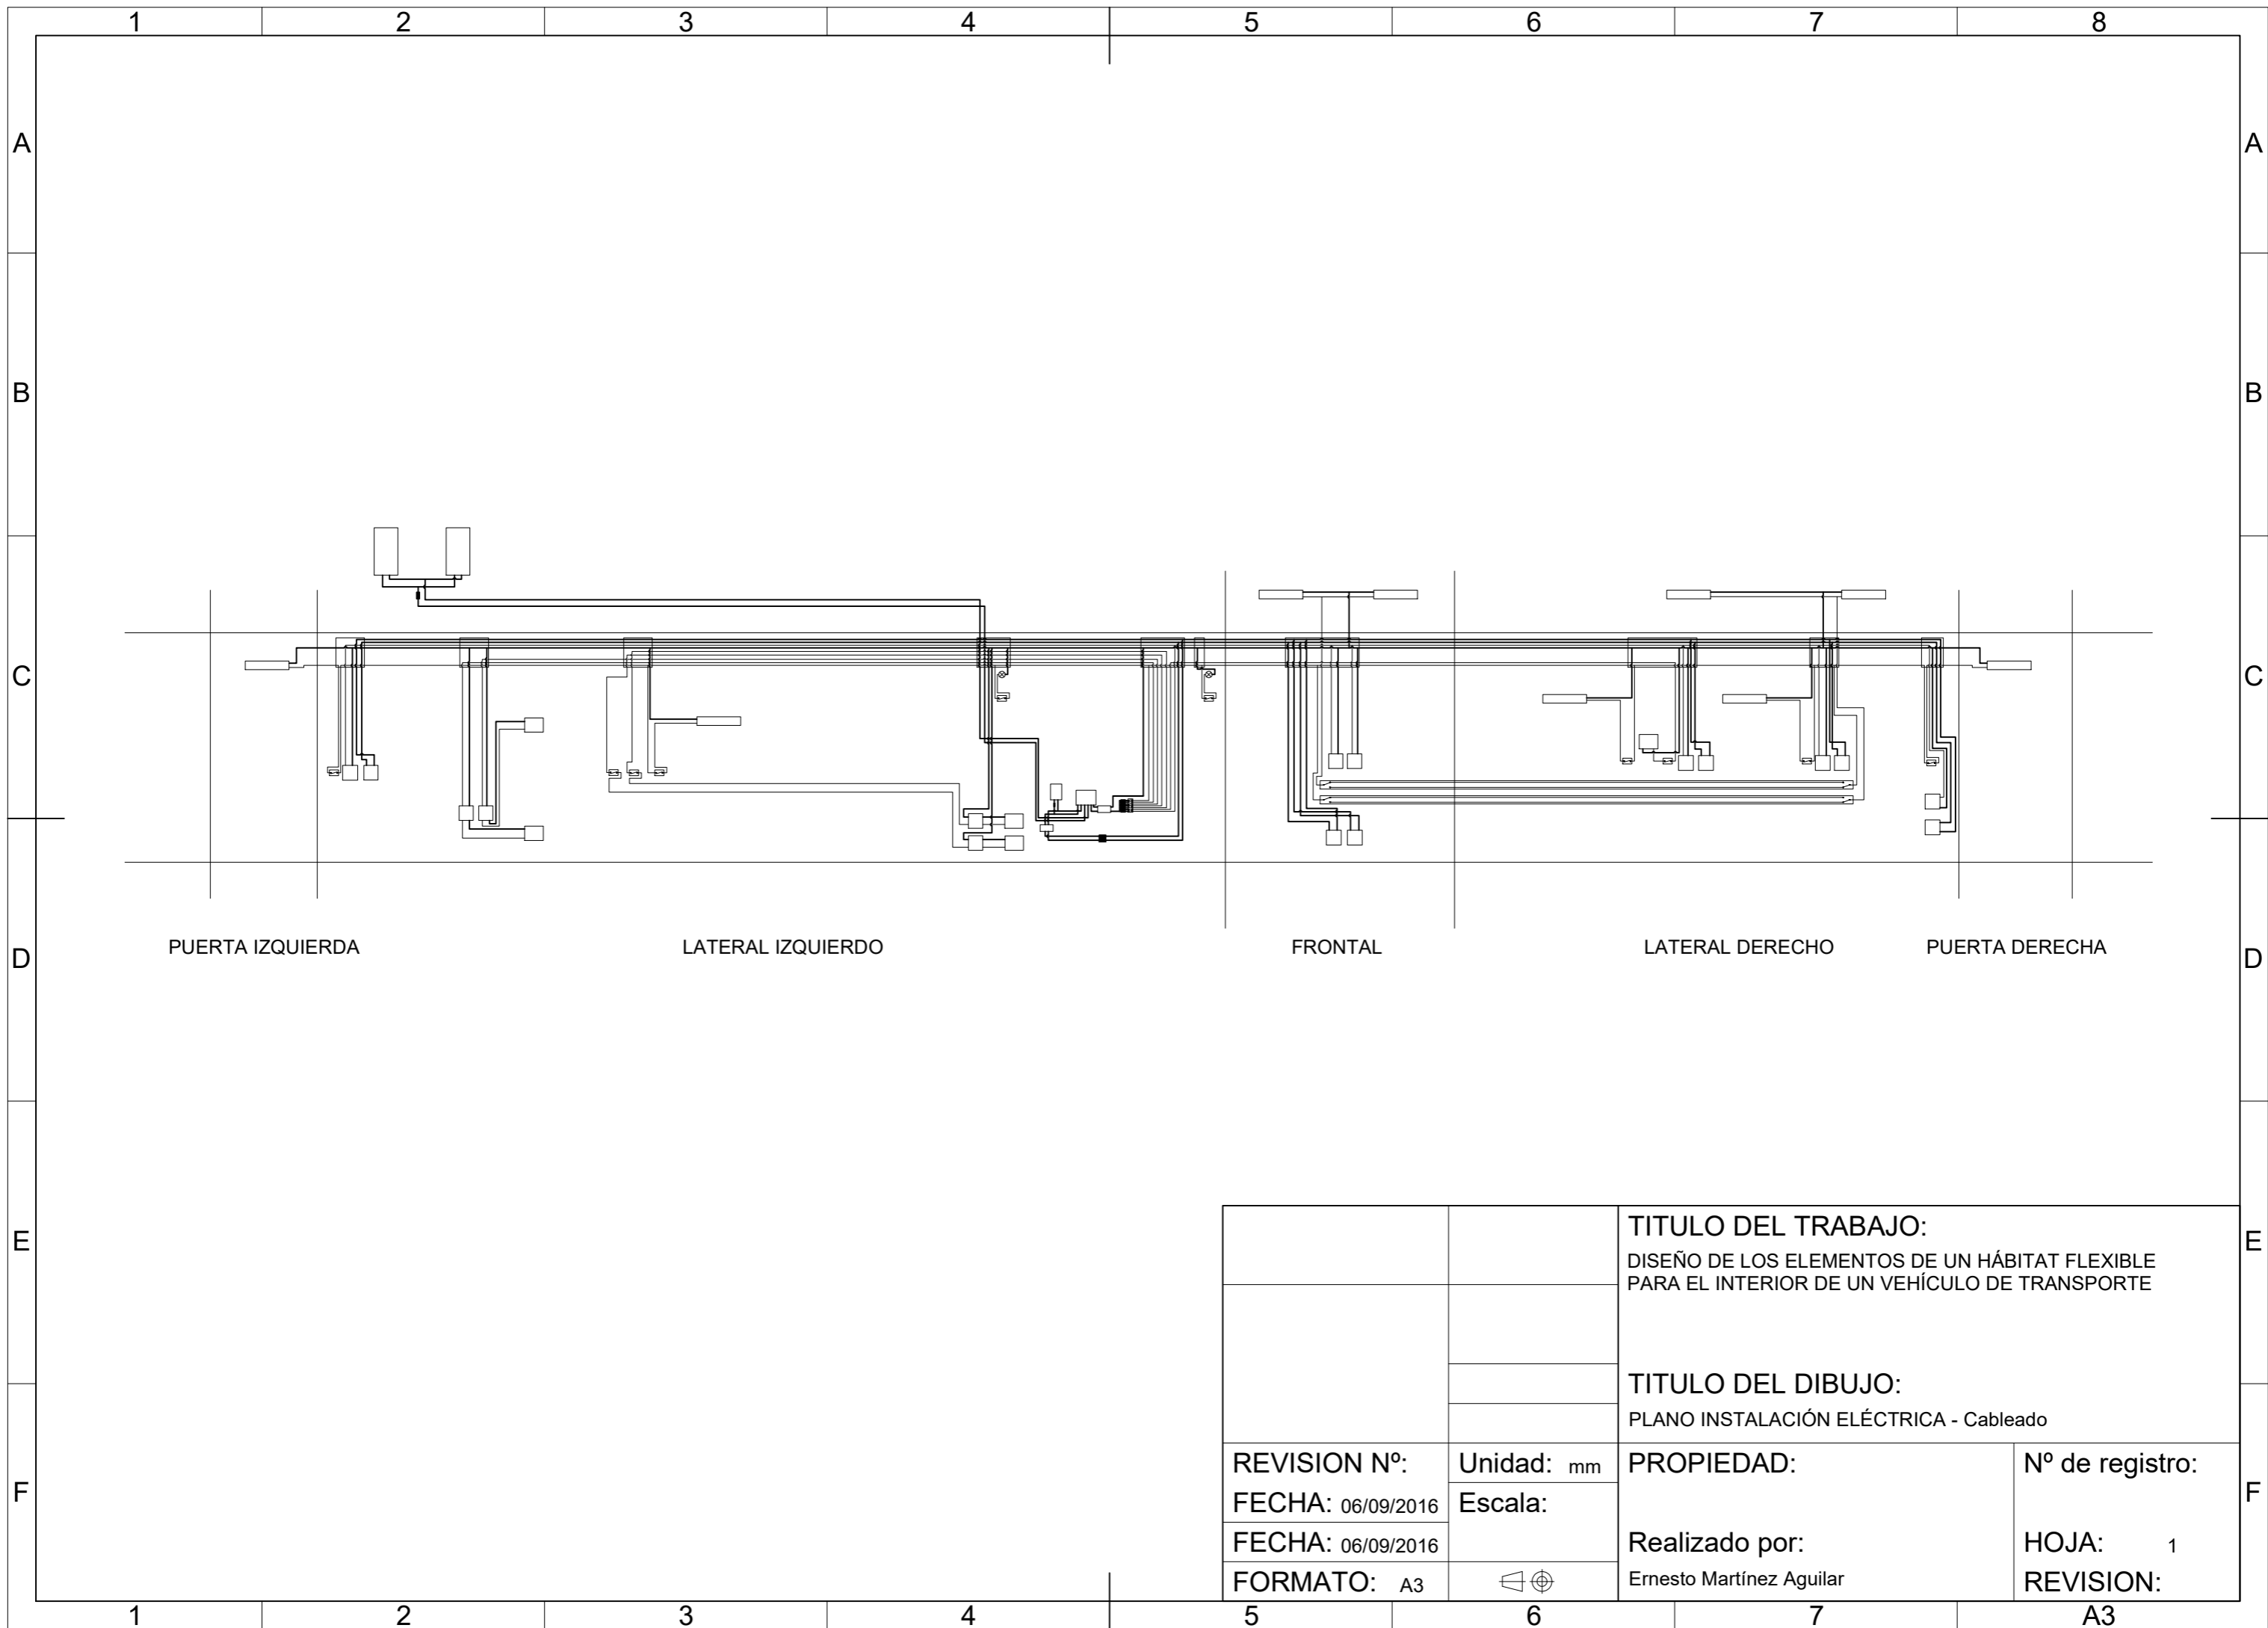 1 2 3 4 5 6 7 8
A A
B B
C C
PUERTA IZQUIERDA LATERAL IZQUIERDO FRONTAL LATERAL DERECHO PUERTA DERECHA
D D
E E
TITULO DEL TRABAJO:
DISEÑO DE LOS ELEMENTOS DE UN HÁBITAT FLEXIBLE
PARA EL INTERIOR DE UN VEHÍCULO DE TRANSPORTE
TITULO DEL DIBUJO:
PLANO INSTALACIÓN ELÉCTRICA - Cableado
REVISION Nº: Unidad: mm PROPIEDAD: Nº de registro:
F F
FECHA: 06/09/2016 Escala:
FECHA: 06/09/2016 Realizado por: HOJA: 1
FORMATO: A3 Ernesto Martínez Aguilar REVISION:
1 2 3 4 5 6 7 A3